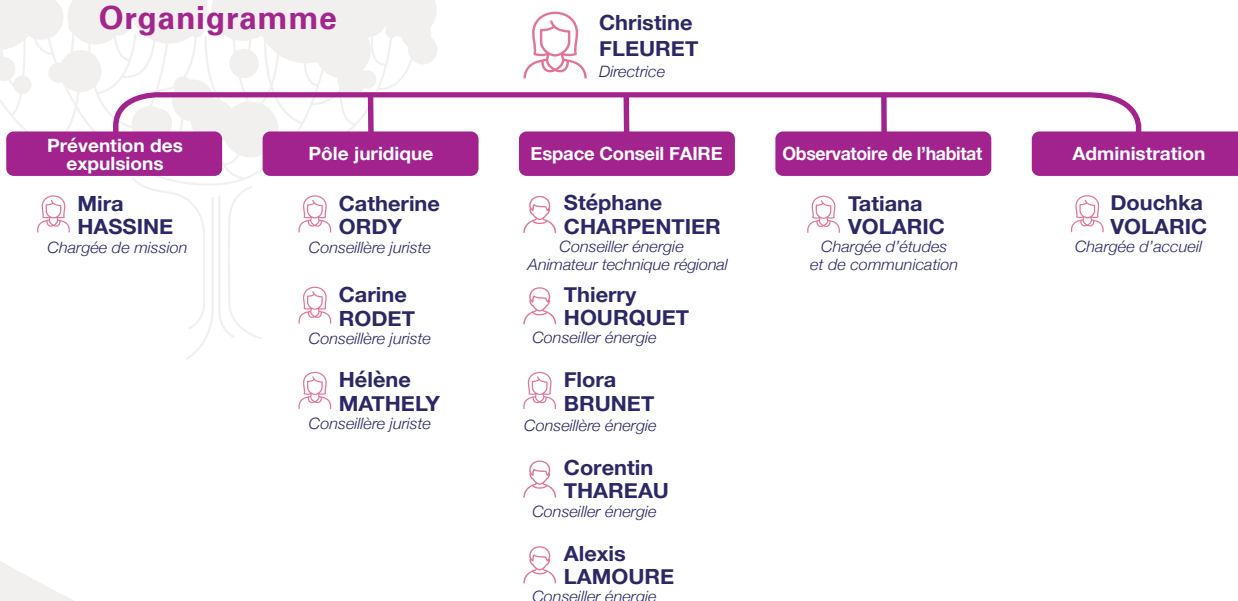 Organigramme
Christine
FLEURET
Directrice
Prévention des
expulsions
Mira
HASSINE
Chargée de mission
Pôle juridique
Catherine
ORDY
Conseillère juriste
Carine
RODET
Conseillère juriste
Hélène
MATHELY
Conseillère juriste
Espace Conseil FAIRE
Stéphane
CHARPENTIER
Conseiller énergie
Animateur technique régional
Thierry
HOURQUET
Conseiller énergie
Flora
BRUNET
Conseillère énergie
Corentin
THAREAU
Conseiller énergie
Alexis
LAMOURE
Conseiller énergie
Observatoire de l'habitat
Tatiana
VOLARIC
Chargée d'études
et de communication
Administration
Douchka
VOLARIC
Chargée d'accueil